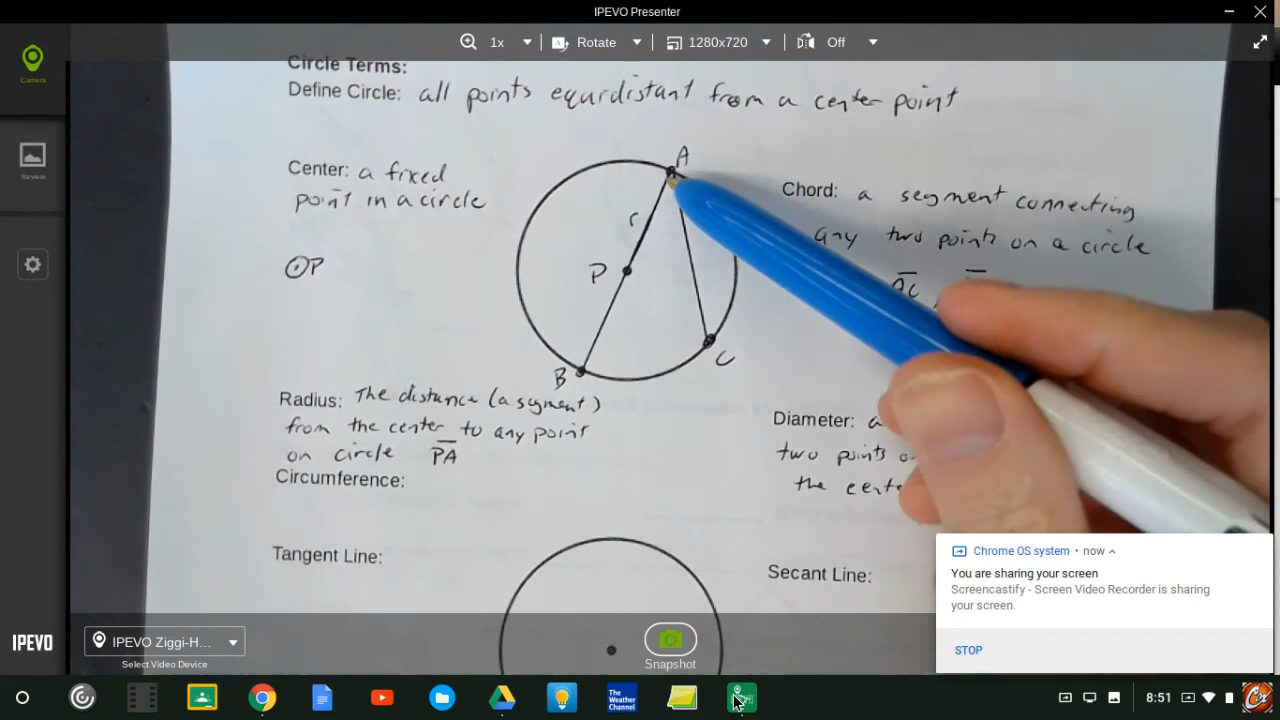 IPEVO Presenter
1x
Rotate
1280x720
Off
Camera
Review
Circle Terms:
Define Circle: all points equidistant from a center point
Center: a fixed
point in a circle
⊙P
A
r
P
B
C
Chord: a segment connecting
any two points on a circle
AC
Radius: The distance (a segment)
from the center to any point
on circle PA
Diameter: a
two points
the cente
Circumference:
Tangent Line:
Secant Line:
IPEVO
IPEVO Ziggi-H...
Select Video Device
Snapshot
Chrome OS system • now
You are sharing your screen
Screencastify - Screen Video Recorder is sharing
your screen.
STOP
The
Weather
Channel
8:51